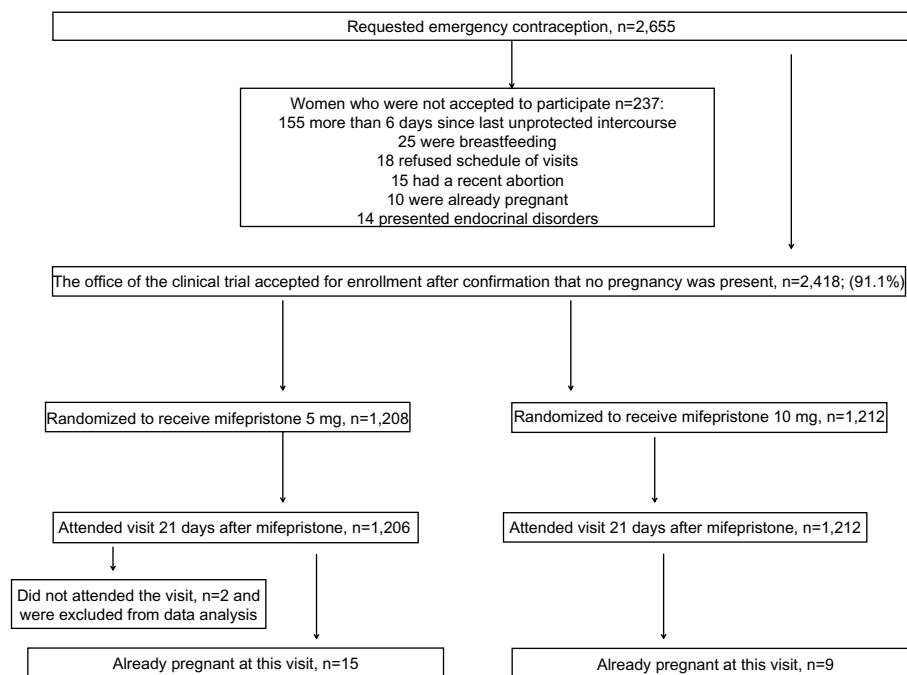 Requested emergency contraception, n=2,655
Women who were not accepted to participate n=237:
155 more than 6 days since last unprotected intercourse
25 were breastfeeding
18 refused schedule of visits
15 had a recent abortion
10 were already pregnant
14 presented endocrinal disorders
The office of the clinical trial accepted for enrollment after confirmation that no pregnancy was present, n=2,418; (91.1%)
Randomized to receive mifepristone 5 mg, n=1,208
Randomized to receive mifepristone 10 mg, n=1,212
Attended visit 21 days after mifepristone, n=1,206
Attended visit 21 days after mifepristone, n=1,212
Did not attended the visit, n=2 and
were excluded from data analysis
Already pregnant at this visit, n=15
Already pregnant at this visit, n=9